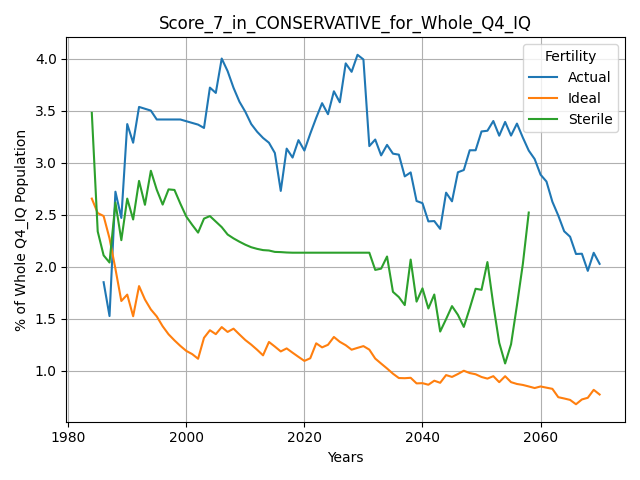 Score_7_in_CONSERVATIVE_for_Whole_Q4_IQ
% of Whole Q4_IQ Population
4.0
3.5
3.0
2.5
2.0
1.5
1.0
Fertility
Actual
Ideal
Sterile
1980 2000 2020 2040 2060
Years